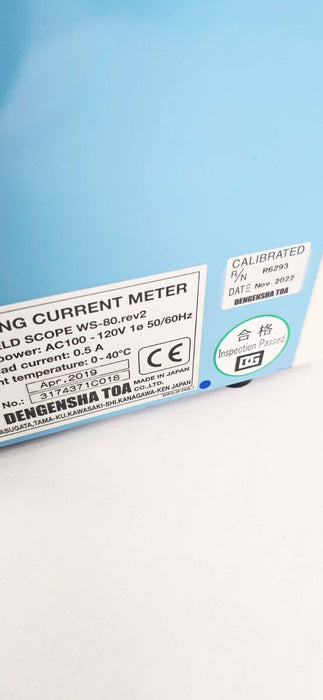 NG CURRENT METER
ELD SCOPE WS-80.rev2
power: AC100 - 120V 1ø 50/60Hz
ad current: 0.5 A
nt temperature: 0-40°C
Apr.2019
No.: 3174371C018
CE
MADE IN JAPAN
DENGENSHA TOA CO.,LTD.
ASUGATA,TAMA-KU.KAWASAKI-SHI.KANAGAWA-KEN JAPAN
CALIBRATED
R/N R6293
DATE Nov.2022
DENGENSHA TOA
合格
Inspection Passed